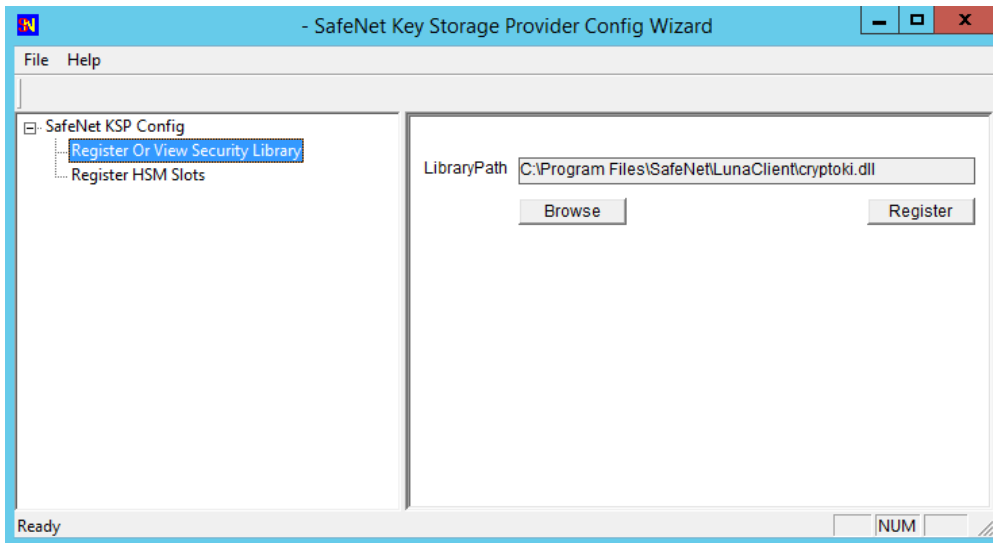 - SafeNet Key Storage Provider Config Wizard
File Help
SafeNet KSP Config
Register Or View Security Library
Register HSM Slots
LibraryPath C:\Program Files\SafeNet\LunaClient\cryptoki.dll
Browse Register
Ready NUM